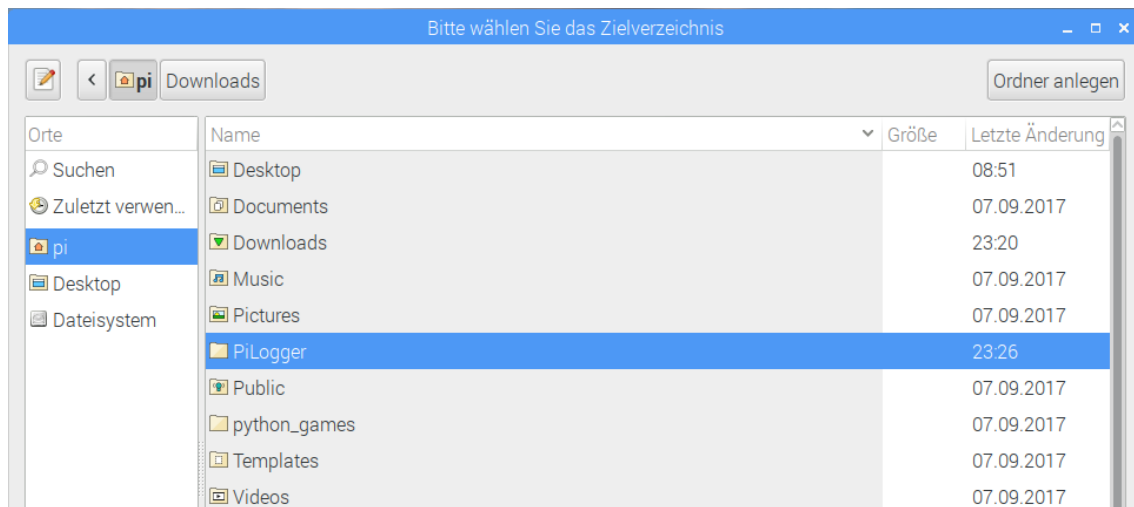 Bitte wählen Sie das Zielverzeichnis
pi Downloads Ordner anlegen
Orte Name Größe Letzte Änderung
Suchen Desktop 08:51
Zuletzt verwen... Documents 07.09.2017
pi Downloads 23:20
Desktop Music 07.09.2017
Dateisystem Pictures 07.09.2017
PiLogger 23:26
Public 07.09.2017
python_games 07.09.2017
Templates 07.09.2017
Videos 07.09.2017